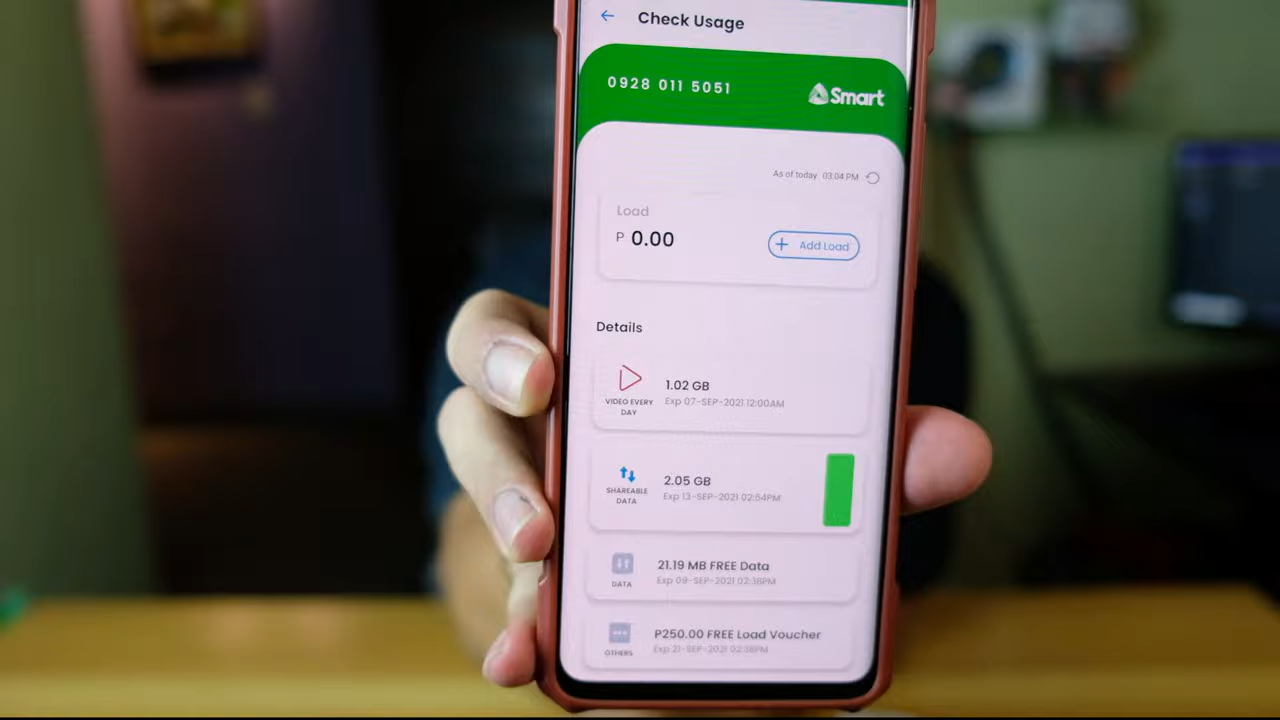 Check Usage
0928 011 5051
Smart
As of today 03:04 PM
Load
P 0.00
+ Add Load
Details
VIDEO EVERY DAY
1.02 GB
Exp 07-SEP-2021 12:00AM
SHAREABLE DATA
2.05 GB
Exp 13-SEP-2021 02:54PM
DATA
21.19 MB FREE Data
Exp 09-SEP-2021 02:38PM
OTHERS
P250.00 FREE Load Voucher
Exp 21-SEP-2021 02:38PM